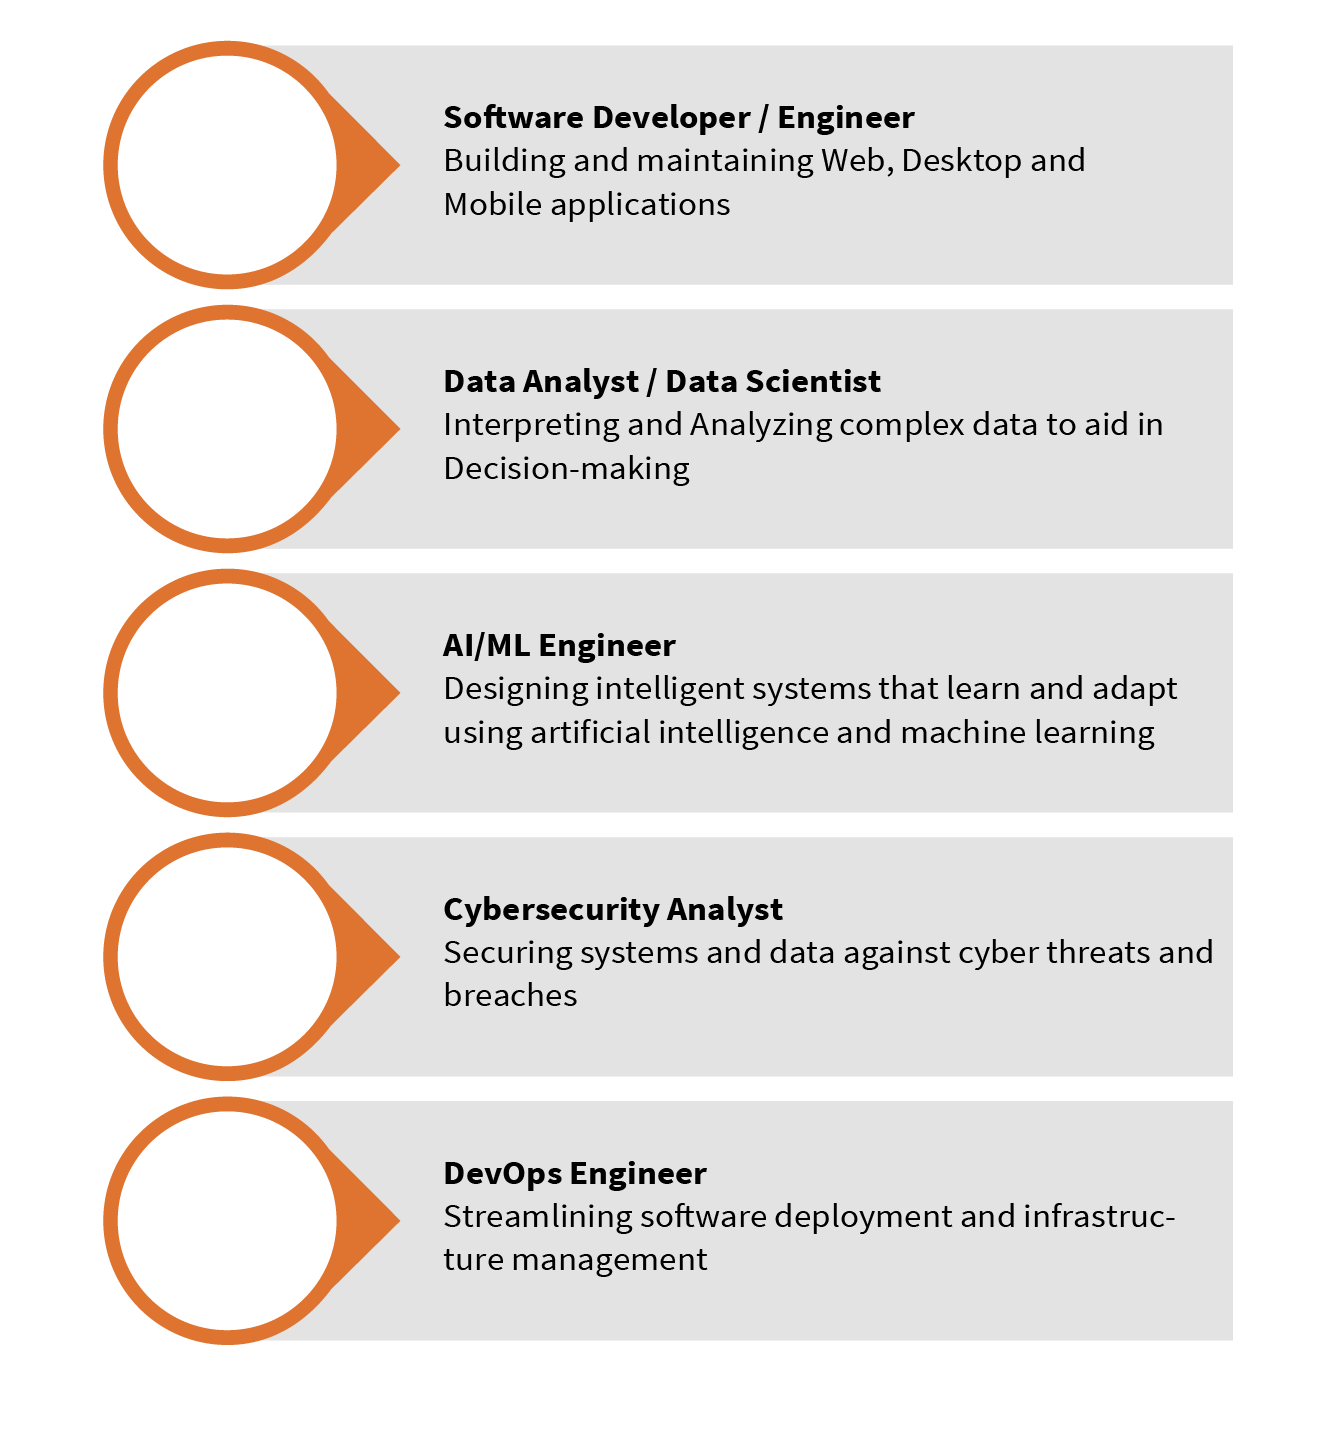 Software Developer / Engineer
Building and maintaining Web, Desktop and
Mobile applications
Data Analyst / Data Scientist
Interpreting and Analyzing complex data to aid in
Decision-making
AI/ML Engineer
Designing intelligent systems that learn and adapt
using artificial intelligence and machine learning
Cybersecurity Analyst
Securing systems and data against cyber threats and
breaches
DevOps Engineer
Streamlining software deployment and infrastruc-
ture management